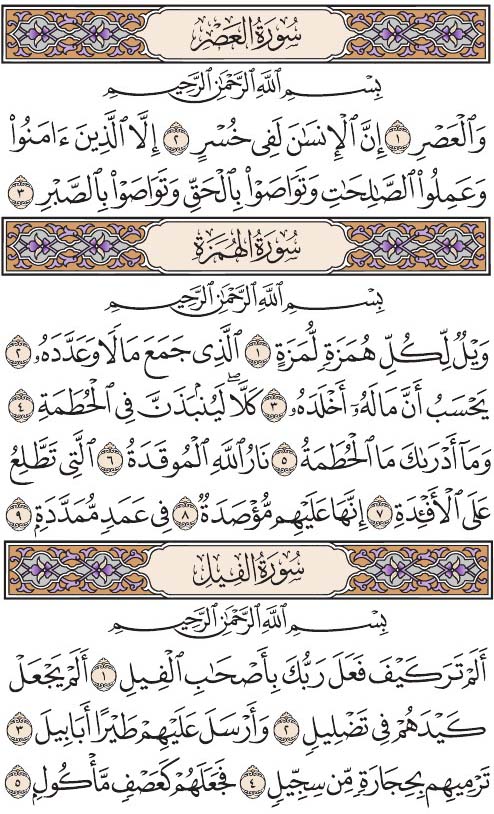 سُورَةُ العَصْرِ
بِسْمِ ٱللَّهِ ٱلرَّحْمَٰنِ ٱلرَّحِيمِ
وَٱلْعَصْرِ ١ إِنَّ ٱلْإِنسَٰنَ لَفِى خُسْرٍ ٢ إِلَّا ٱلَّذِينَ ءَامَنُوا۟
وَعَمِلُوا۟ ٱلصَّٰلِحَٰتِ وَتَوَاصَوْا۟ بِٱلْحَقِّ وَتَوَاصَوْا۟ بِٱلصَّبْرِ ٣
سُورَةُ الهُمَزَةِ
بِسْمِ ٱللَّهِ ٱلرَّحْمَٰنِ ٱلرَّحِيمِ
وَيْلٌ لِّكُلِّ هُمَزَةٍ لُّمَزَةٍ ١ ٱلَّذِى جَمَعَ مَالًا وَعَدَّدَهُۥ ٢
يَحْسَبُ أَنَّ مَالَهُۥٓ أَخْلَدَهُۥ ٣ كَلَّا ۖ لَيُنۢبَذَنَّ فِى ٱلْحُطَمَةِ ٤
وَمَآ أَدْرَىٰكَ مَا ٱلْحُطَمَةُ ٥ نَارُ ٱللَّهِ ٱلْمُوقَدَةُ ٦ ٱلَّتِى تَطَّلِعُ
عَلَى ٱلْأَفْـِٔدَةِ ٧ إِنَّهَا عَلَيْهِم مُّؤْصَدَةٌ ٨ فِى عَمَدٍ مُّمَدَّدَةٍۭ ٩
سُورَةُ الفِيلِ
بِسْمِ ٱللَّهِ ٱلرَّحْمَٰنِ ٱلرَّحِيمِ
أَلَمْ تَرَ كَيْفَ فَعَلَ رَبُّكَ بِأَصْحَٰبِ ٱلْفِيلِ ١ أَلَمْ يَجْعَلْ
كَيْدَهُمْ فِى تَضْلِيلٍ ٢ وَأَرْسَلَ عَلَيْهِمْ طَيْرًا أَبَابِيلَ ٣
تَرْمِيهِم بِحِجَارَةٍ مِّن سِجِّيلٍ ٤ فَجَعَلَهُمْ كَعَصْفٍ مَّأْكُولٍۭ ٥